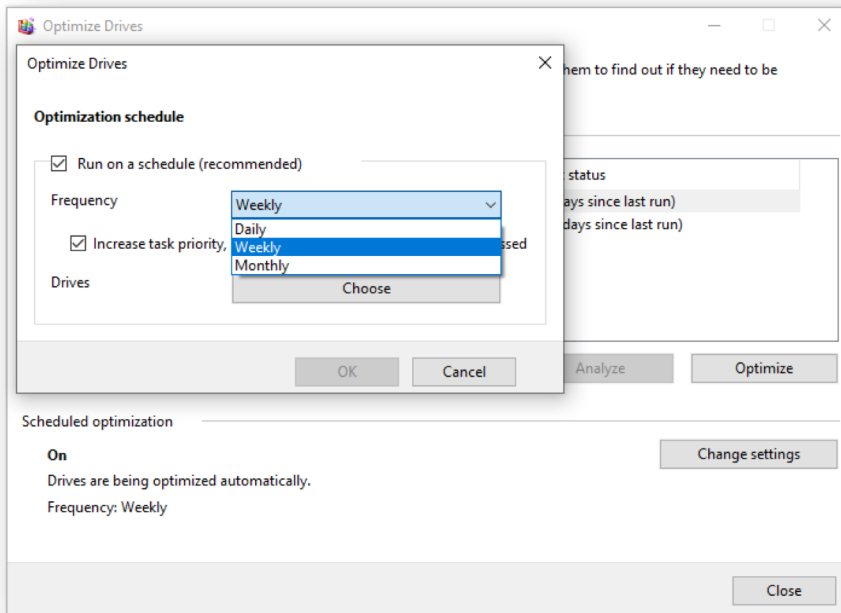 Optimize Drives
Optimize Drives
hem to find out if they need to be
Optimization schedule
Run on a schedule (recommended)
status
Frequency
Weekly
ays since last run)
Daily
days since last run)
Increase task priority,
Weekly
ssed
Monthly
Drives
Choose
OK
Cancel
Analyze
Optimize
Scheduled optimization
On
Change settings
Drives are being optimized automatically.
Frequency: Weekly
Close